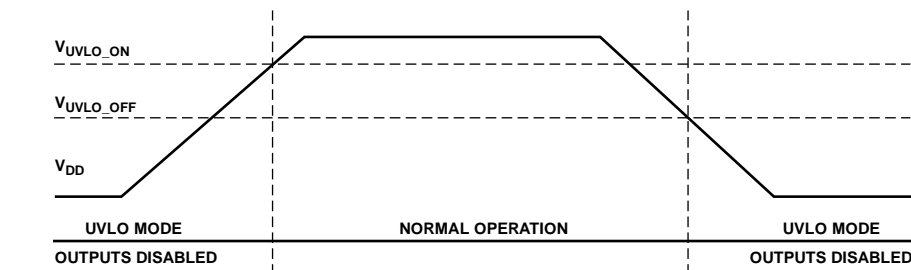 VUVLO_ON
VUVLO_OFF
VDD
UVLO MODE NORMAL OPERATION UVLO MODE
OUTPUTS DISABLED OUTPUTS DISABLED